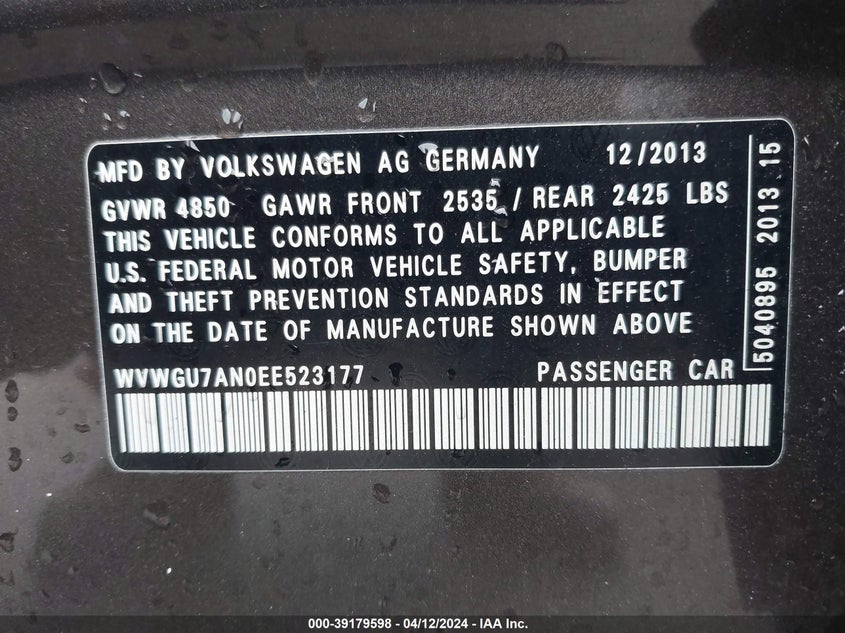 MFD BY VOLKSWAGEN AG GERMANY 12/2013
GVWR 4850 GAWR FRONT 2535 / REAR 2425 LBS
THIS VEHICLE CONFORMS TO ALL APPLICABLE
U.S. FEDERAL MOTOR VEHICLE SAFETY, BUMPER
AND THEFT PREVENTION STANDARDS IN EFFECT
ON THE DATE OF MANUFACTURE SHOWN ABOVE
WVWGU7AN0EE523177 PASSENGER CAR
5040895 2013 15
000-39179598 - 04/12/2024 - IAA Inc.